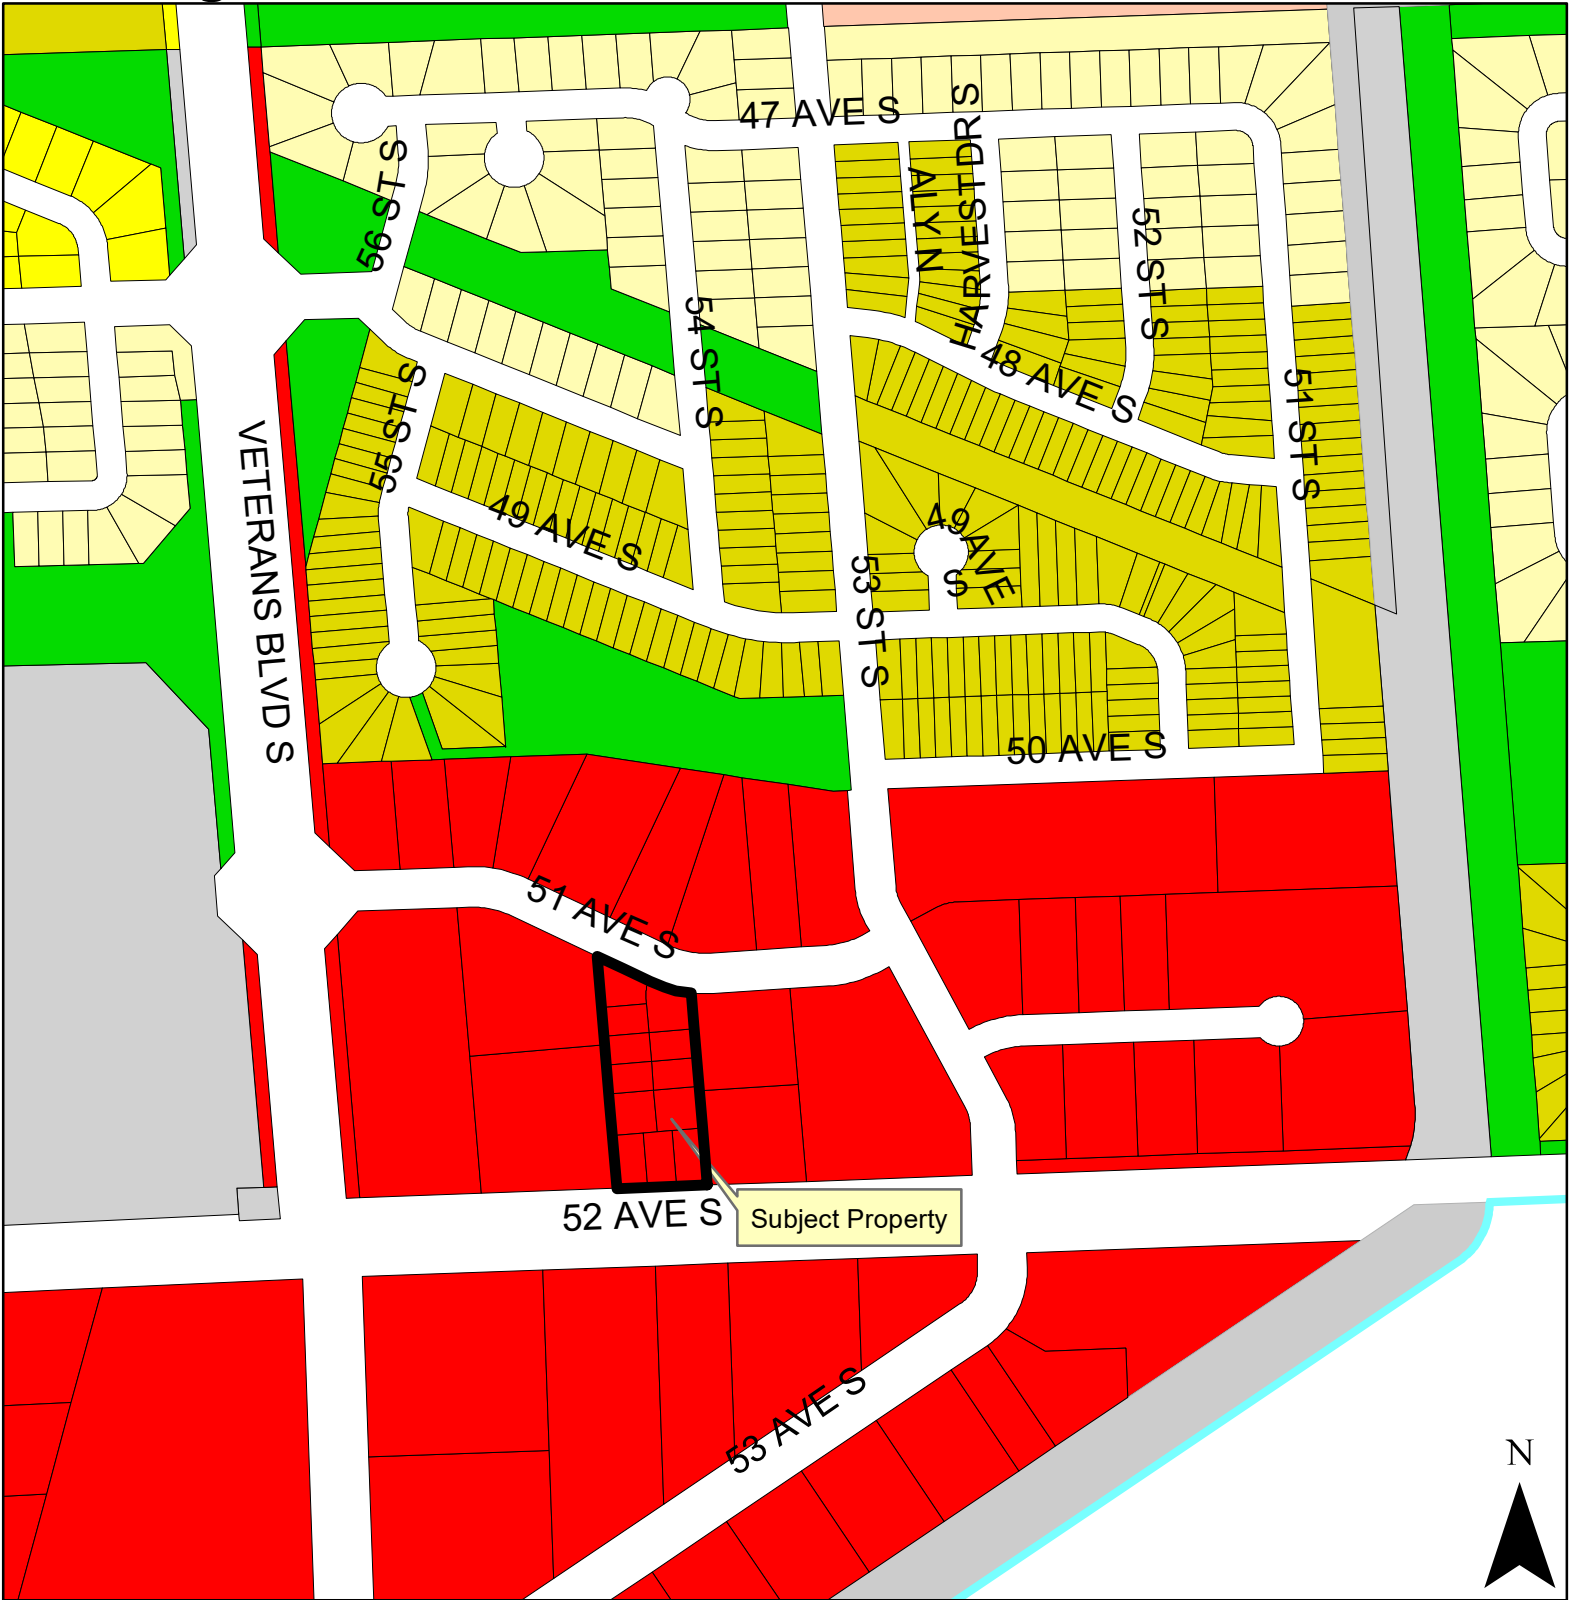 47 AVE S
HARVEST DR S
ALY N
56 ST S
52 ST S
54 ST S
48 AVE S
55 ST S
51 ST S
VETERANS BLVD S
49 AVE S
49 AVE
S
53 ST S
50 AVE S
51 AVE S
52 AVE S
Subject Property
53 AVE S
N